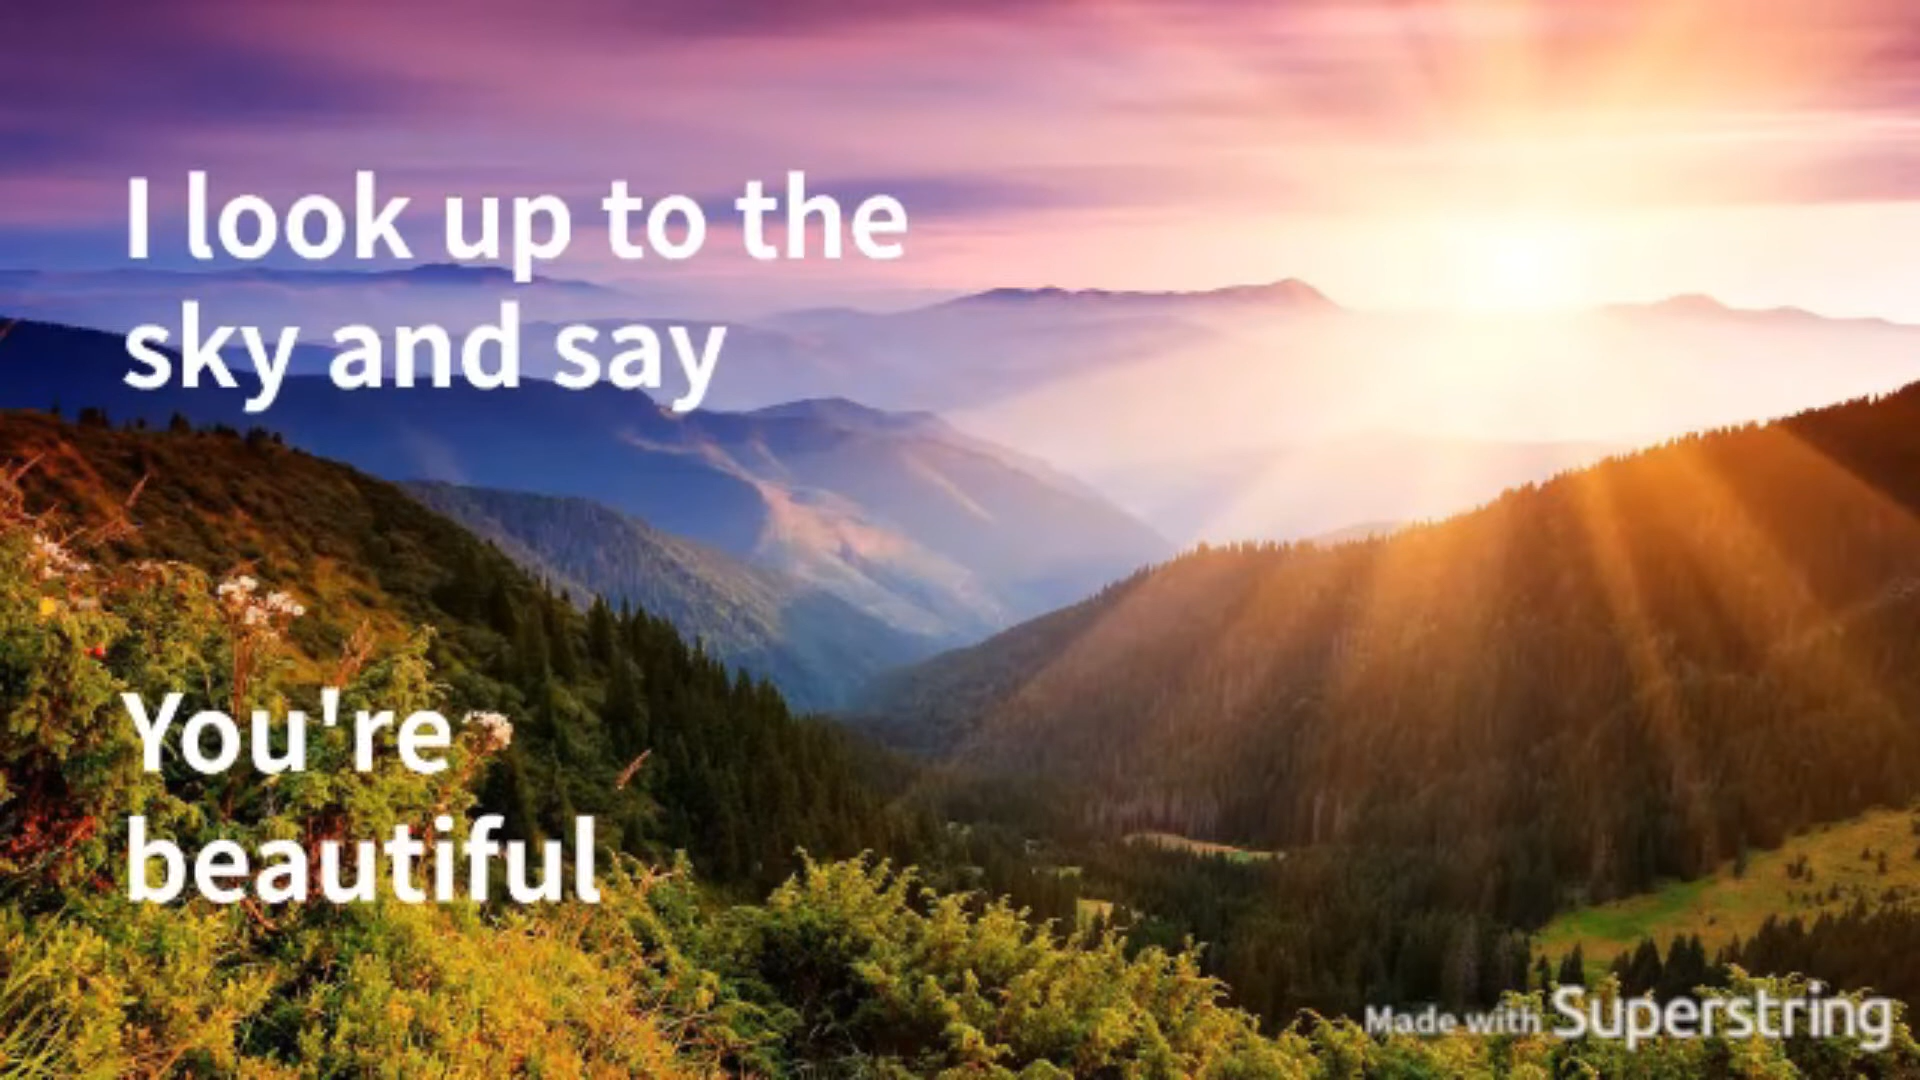 I look up to the
sky and say
You're
beautiful
Made with Superstring